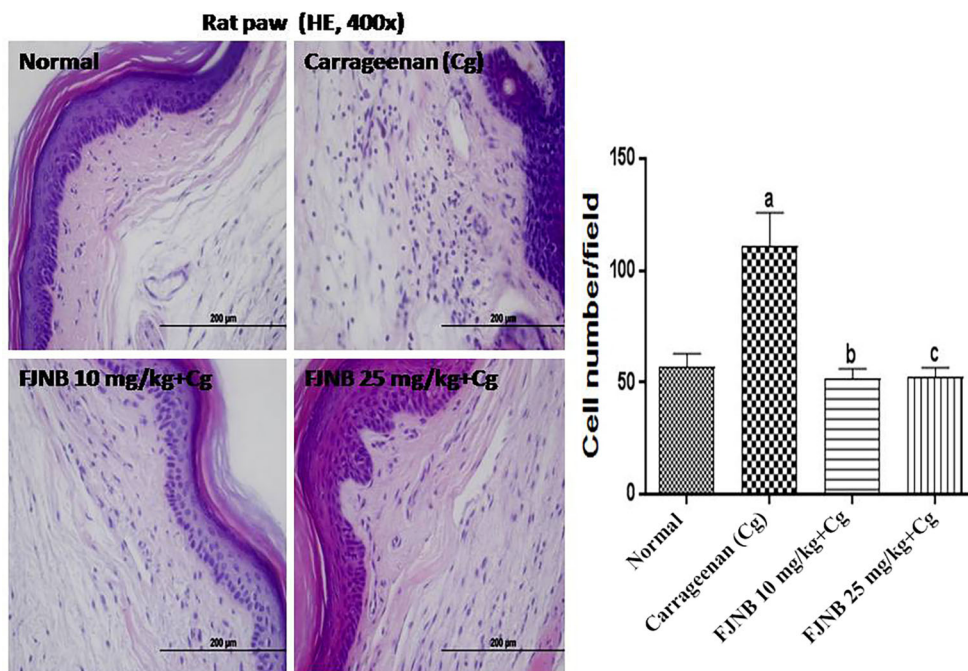 Rat paw (HE, 400x)
Normal
Carrageenan (Cg)
200 µm
200 µm
FJNB 10 mg/kg+Cg
FJNB 25 mg/kg+Cg
200 µm
200 µm
Cell number/field
150
100
50
0
a
b
c
Normal
Carrageenan (Cg)
FJNB 10 mg/kg+Cg
FJNB 25 mg/kg+Cg